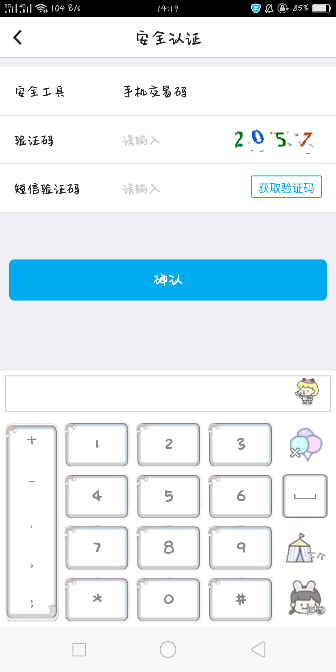 104 B/s 14:19 85%
安全认证
安全工具 手机交易码
验证码 请输入 2057
短信验证码 请输入 获取验证码
确认
+ 1 2 3
- 4 5 6
. 7 8 9
, * 0 #
;